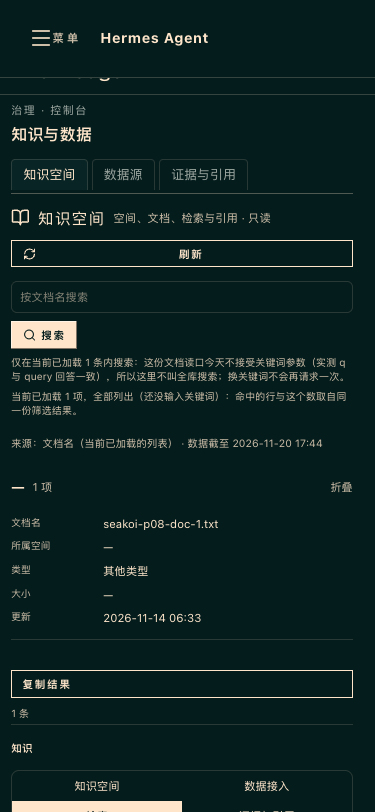 菜单
Hermes Agent
治理 · 控制台
知识与数据
知识空间
数据源
证据与引用
知识空间 空间、文档、检索与引用 · 只读
刷新
按文档名搜索
搜索
仅在当前已加载 1 条内搜索：这份文档读口今天不接受关键词参数（实测 q
与 query 回答一致），所以这里不叫全库搜索；换关键词不会再请求一次。
当前已加载 1 项，全部列出（还没输入关键词）：命中的行与这个数取自同
一份筛选结果。
来源：文档名（当前已加载的列表） · 数据截至 2026-11-20 17:44
— 1 项
折叠
文档名 seakoi-p08-doc-1.txt
所属空间 —
类型 其他类型
大小 —
更新 2026-11-14 06:33
复制结果
1 条
知识
知识空间
数据接入